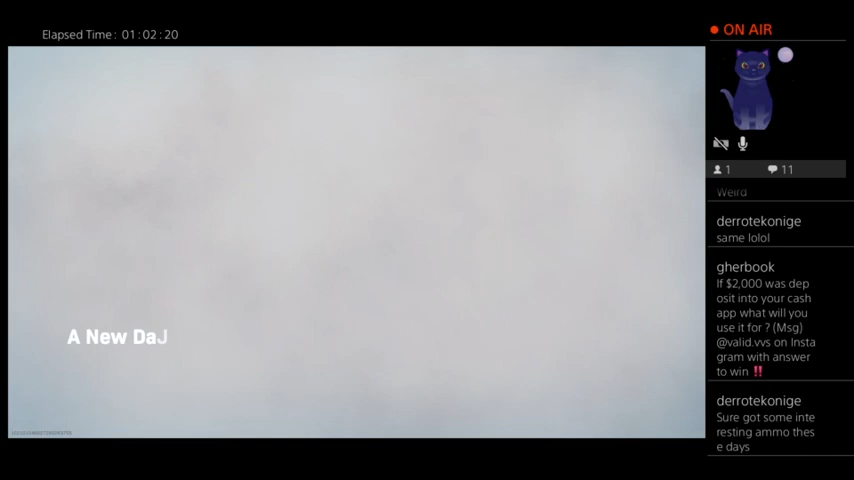 Elapsed Time: 01:02:20
ON AIR
1
11
Weird
derrotekonige
same lolol
gherbook
If $2,000 was dep
osit into your cash
app what will you
use it for ? (Msg)
@valid.vvs on Insta
gram with answer
to win ‼️
A New Da
derrotekonige
Sure got some inte
resting ammo thes
e days